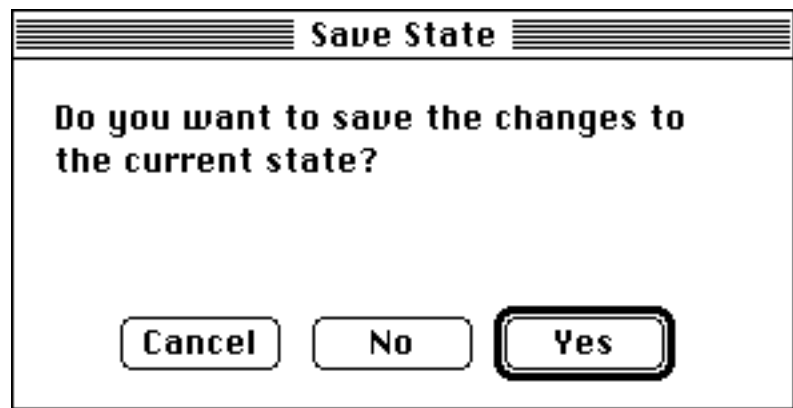 Save State
Do you want to save the changes to
the current state?
Cancel No Yes